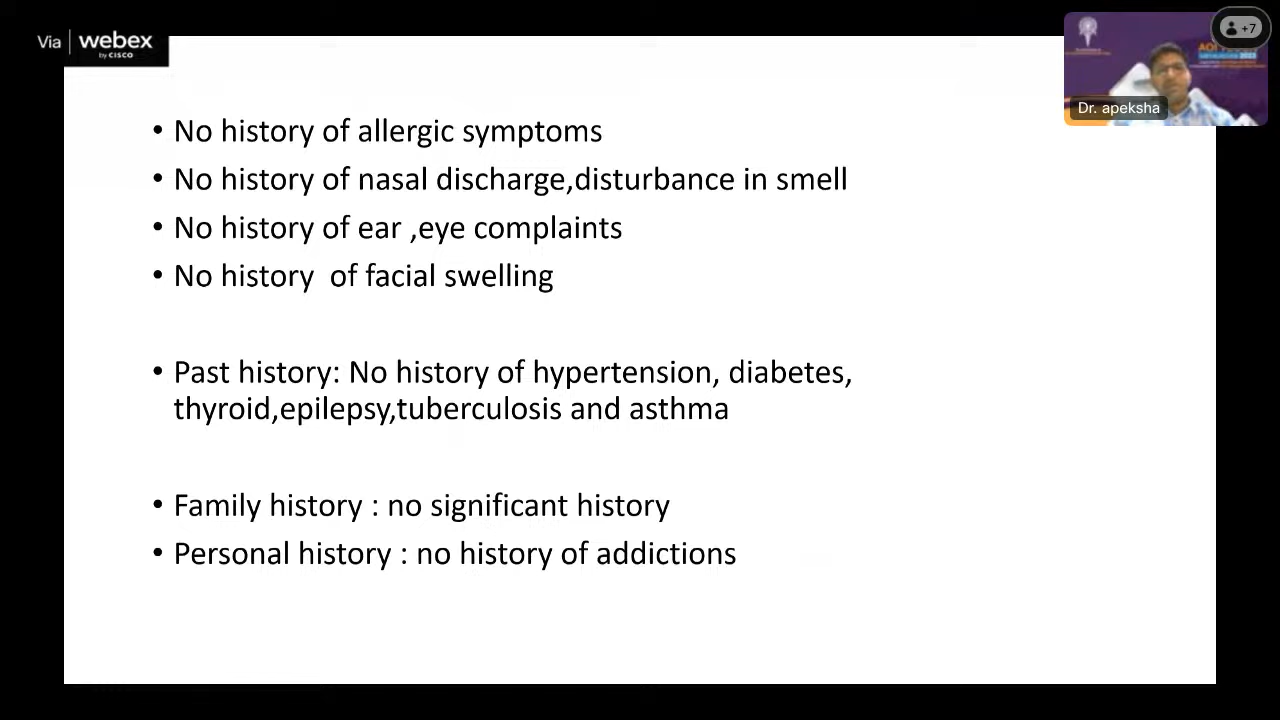 Via webex
by CISCO
+7
AOI
Dr. apeksha
• No history of allergic symptoms
• No history of nasal discharge,disturbance in smell
• No history of ear ,eye complaints
• No history  of facial swelling
• Past history: No history of hypertension, diabetes,
thyroid,epilepsy,tuberculosis and asthma
• Family history : no significant history
• Personal history : no history of addictions